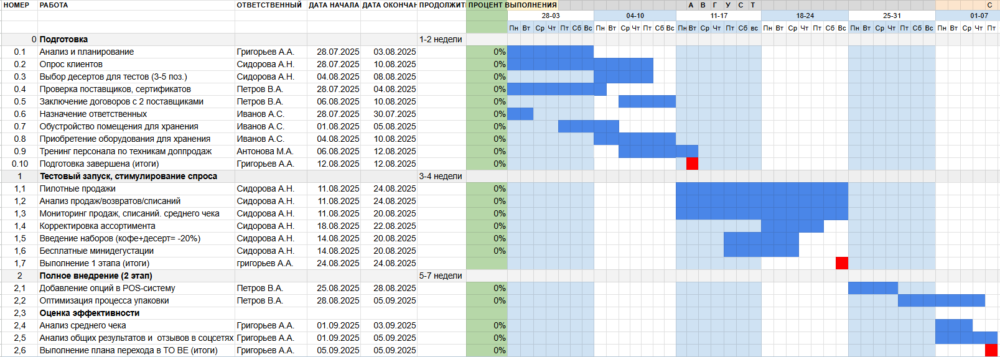 НОМЕР РАБОТА ОТВЕТСТВЕННЫЙ ДАТА НАЧАЛА ДАТА ОКОНЧАН ПРОДОЛЖИТ ПРОЦЕНТ ВЫПОЛНЕНИЯ А В Г У С Т С
28-03 04-10 11-17 18-24 25-31 01-07
Пн Вт Ср Чт Пт Сб Вс Пн Вт Ср Чт Пт Сб Вс Пн Вт Ср Чт Пт Сб вс Пн Вт Ср Чт Пт Сб Вс Пн Вт Ср Чт Пт Сб Вс Пн Вт Ср Чт Пт
0 Подготовка 1-2 недели
0.1 Анализ и планирование Григорьев А.А. 28.07.2025 03.08.2025 0%
0.2 Опрос клиентов Сидорова А.Н. 28.07.2025 10.08.2025 0%
0.3 Выбор десертов для тестов (3-5 поз.) Сидорова А.Н. 04.08.2025 08.08.2025 0%
0.4 Проверка поставщиков, сертификатов Петров В.А. 28.07.2025 04.08.2025 0%
0.5 Заключение договоров с 2 поставщиками Петров В.А. 06.08.2025 10.08.2025 0%
0.6 Назначение ответственных Иванов А.С. 28.07.2025 30.07.2025 0%
0.7 Обустройство помещения для хранения Иванов А.С. 01.08.2025 05.08.2025 0%
0.8 Приобретение оборудования для хранения Иванов А.С. 04.08.2025 10.08.2025 0%
0.9 Тренинг персонала по техникам доппродаж Антонова М.А. 06.08.2025 12.08.2025 0%
0.10 Подготовка завершена (итоги) Григорьев А.А. 12.08.2025 12.08.2025 0%
1 Тестовый запуск, стимулирование спроса 3-4 недели
1,1 Пилотные продажи Сидорова А.Н. 11.08.2025 24.08.2025 0%
1,2 Анализ продаж/возвратов/списаний Сидорова А.Н. 11.08.2025 24.08.2025 0%
1,3 Мониторинг продаж, списаний. среднего чека Сидорова А.Н. 11.08.2025 20.08.2025 0%
1,4 Корректировка ассортимента Сидорова А.Н. 18.08.2025 22.08.2025 0%
1,5 Введение наборов (кофе+десерт= -20%) Сидорова А.Н. 14.08.2025 20.08.2025 0%
1,6 Бесплатные минидегустации Сидорова А.Н. 14.08.2025 20.08.2025 0%
1,7 Выполнение 1 этапа (итоги) григорьев А.А. 24.08.2025 24.08.2025
2 Полное внедрение (2 этап) 5-7 недели
2,1 Добавление опций в POS-систему Петров В.А. 25.08.2025 28.08.2025 0%
2,2 Оптимизация процесса упаковки Петров В.А. 28.08.2025 05.09.2025 0%
2,3 Оценка эффективности
2,4 Анализ среднего чека Григорьев А.А. 01.09.2025 03.09.2025 0%
2,5 Анализ общих результатов и отзывов в соцсетях Григорьев А.А. 01.09.2025 05.09.2025 0%
2,6 Выполнение плана перехода в ТО ВЕ (итоги) Григорьев А.А. 05.09.2025 05.09.2025 0%